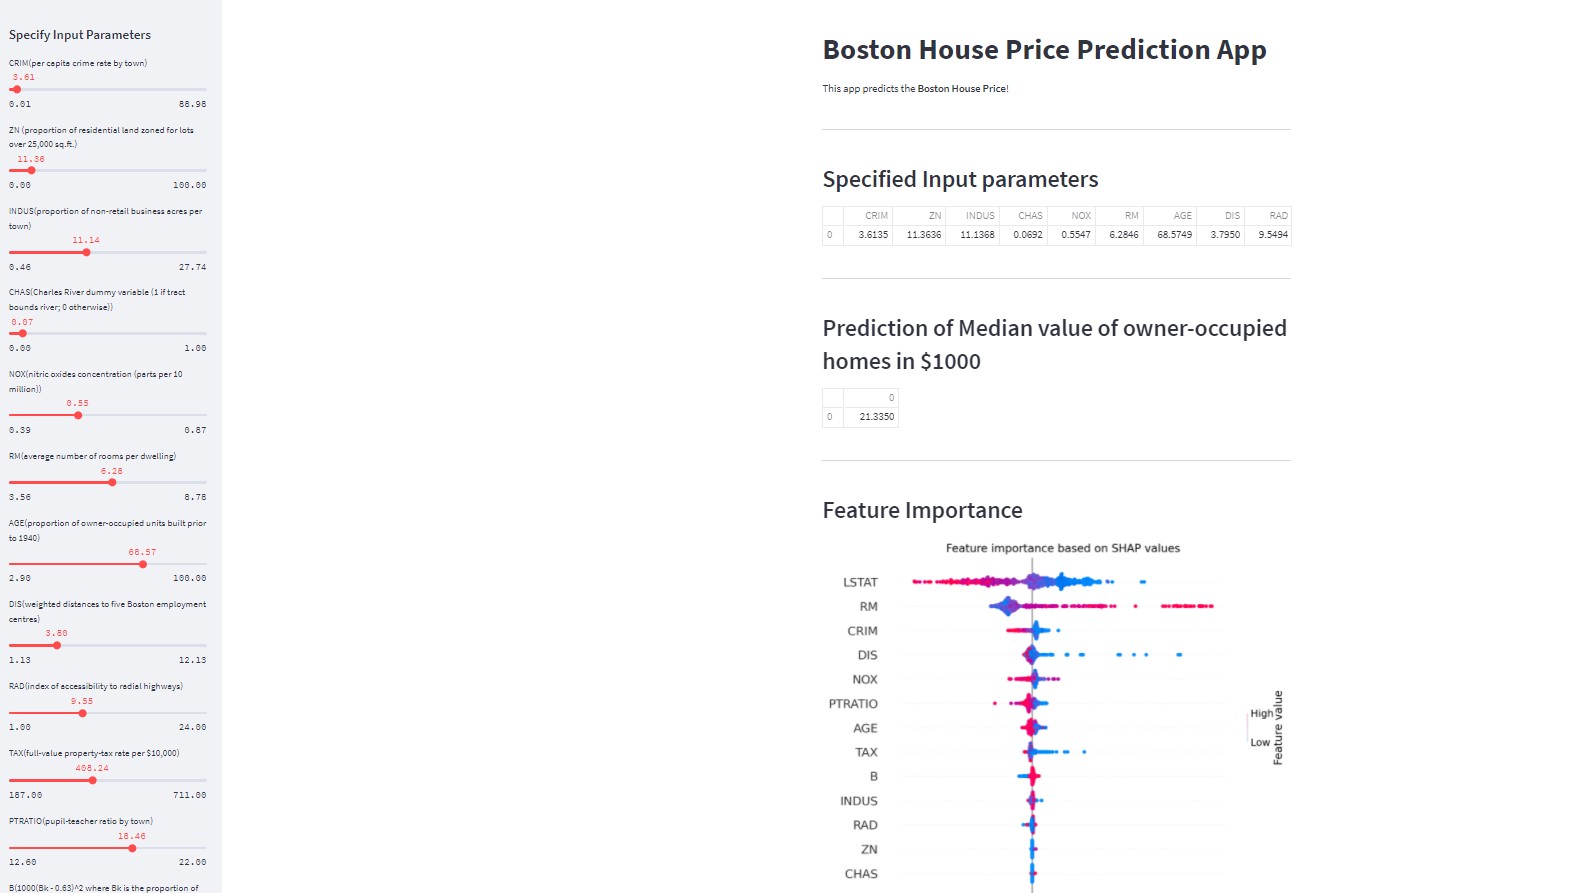 Specify Input Parameters
CRIM(per capita crime rate by town)
3.61
0.01 88.98
ZN (proportion of residential land zoned for lots
over 25,000 sq.ft.)
11.36
0.00 100.00
INDUS(proportion of non-retail business acres per
town)
11.14
0.46 27.74
CHAS(Charles River dummy variable (1 if tract
bounds river; 0 otherwise))
0.07
0.00 1.00
NOX(nitric oxides concentration (parts per 10
million))
0.55
0.39 0.87
RM(average number of rooms per dwelling)
6.28
3.56 8.78
AGE(proportion of owner-occupied units built prior
to 1940)
68.57
2.90 100.00
DIS(weighted distances to five Boston employment
centres)
3.80
1.13 12.13
RAD(index of accessibility to radial highways)
9.55
1.00 24.00
TAX(full-value property-tax rate per $10,000)
408.24
187.00 711.00
PTRATIO(pupil-teacher ratio by town)
18.46
12.60 22.00
B(1000(Bk - 0.63)^2 where Bk is the proportion of
Boston House Price Prediction App
This app predicts the Boston House Price!
Specified Input parameters
CRIM ZN INDUS CHAS NOX RM AGE DIS RAD
0 3.6135 11.3636 11.1368 0.0692 0.5547 6.2846 68.5749 3.7950 9.5494
Prediction of Median value of owner-occupied
homes in $1000
0
0 21.3350
Feature Importance
Feature importance based on SHAP values
LSTAT
RM
CRIM
DIS
NOX
PTRATIO
AGE
TAX
B
INDUS
RAD
ZN
CHAS
High
Low
Feature value